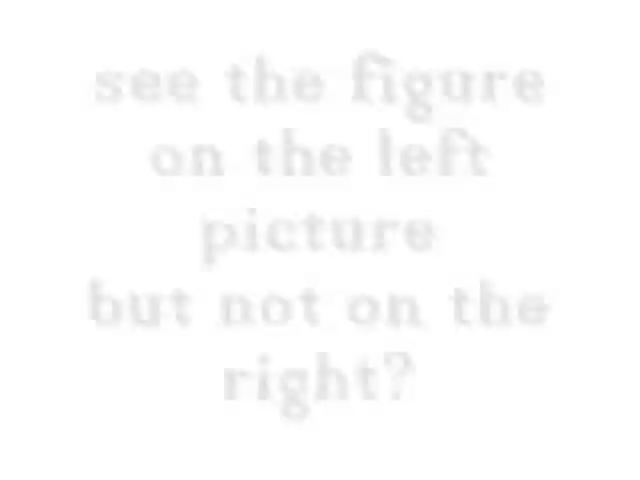 see the figure
on the left
picture
but not on the
right?